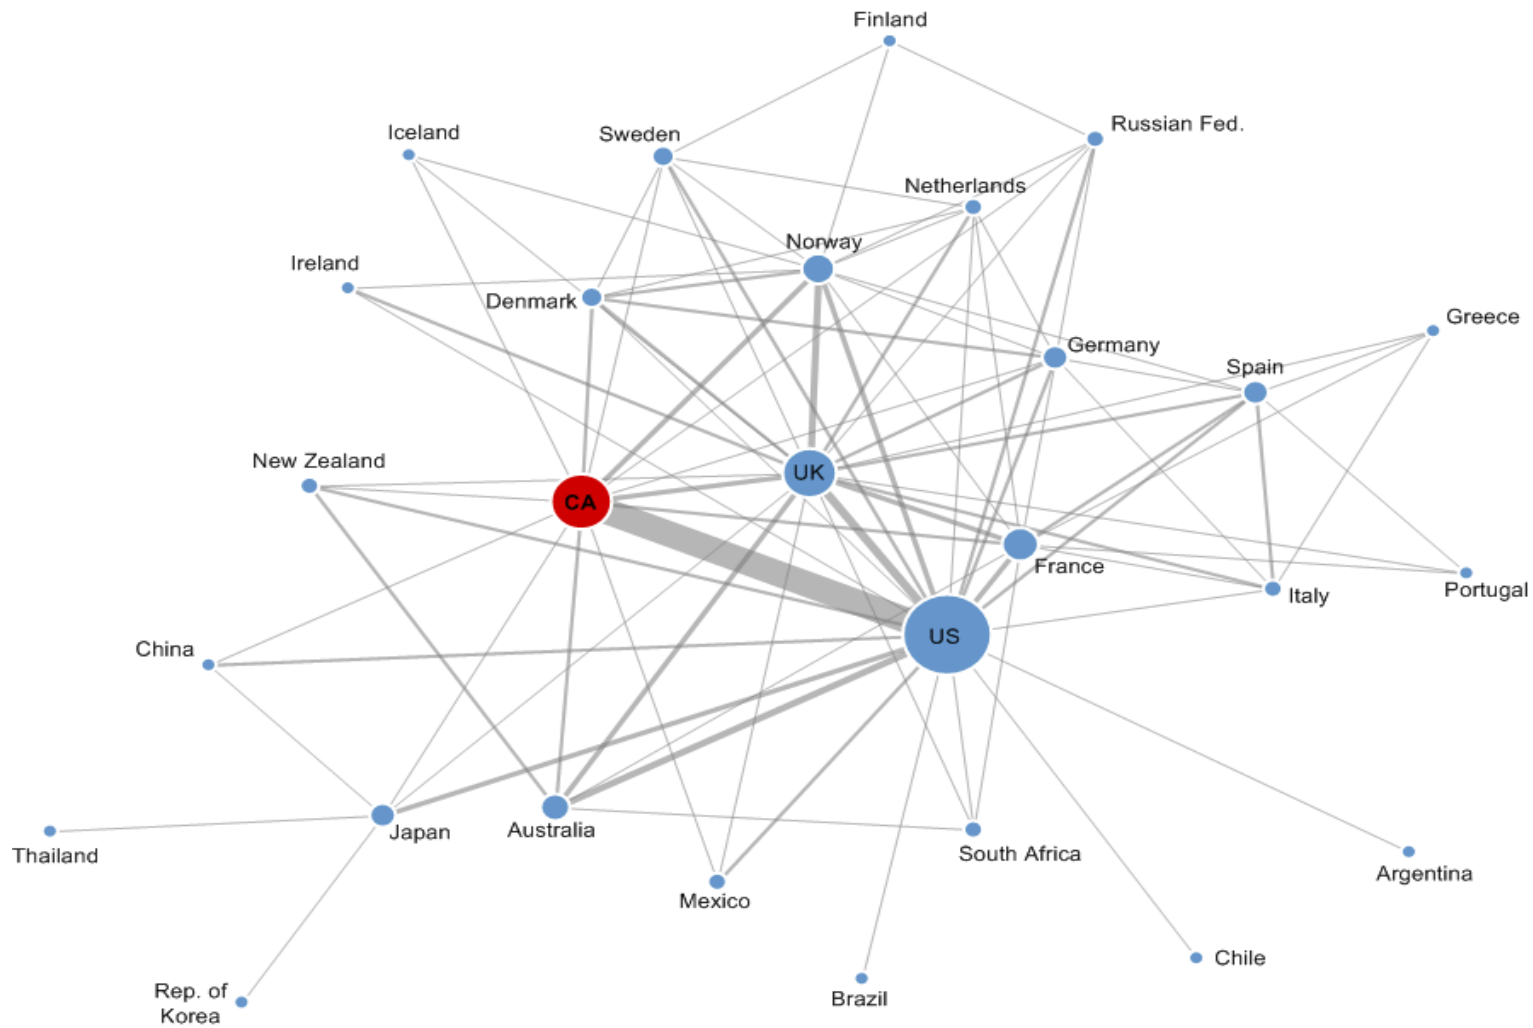 Finland
Russian Fed.
Iceland
Sweden
Netherlands
Norway
Ireland
Denmark
Greece
Germany
Spain
New Zealand
UK
CA
France
Portugal
Italy
US
China
Japan
Australia
Thailand
South Africa
Argentina
Mexico
Chile
Brazil
Rep. of
Korea